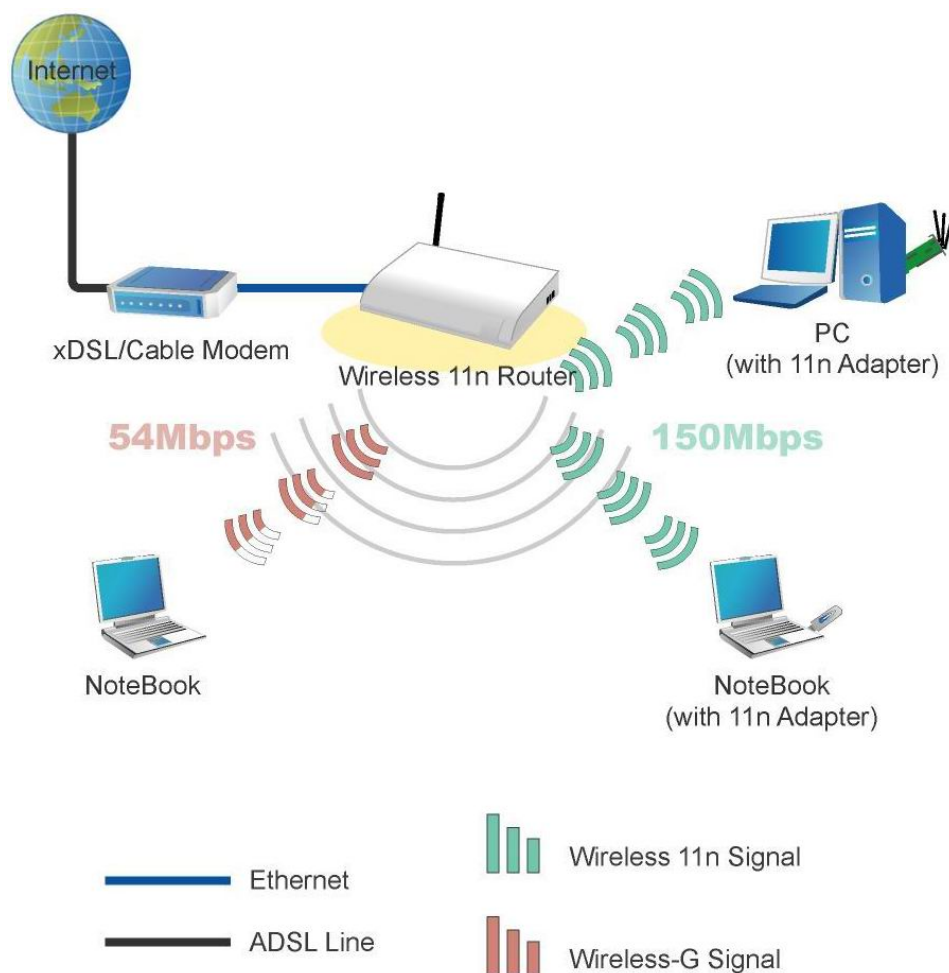 Internet
xDSL/Cable Modem
Wireless 11n Router
PC
(with 11n Adapter)
54Mbps
150Mbps
NoteBook
NoteBook
(with 11n Adapter)
Ethernet
ADSL Line
Wireless 11n Signal
Wireless-G Signal